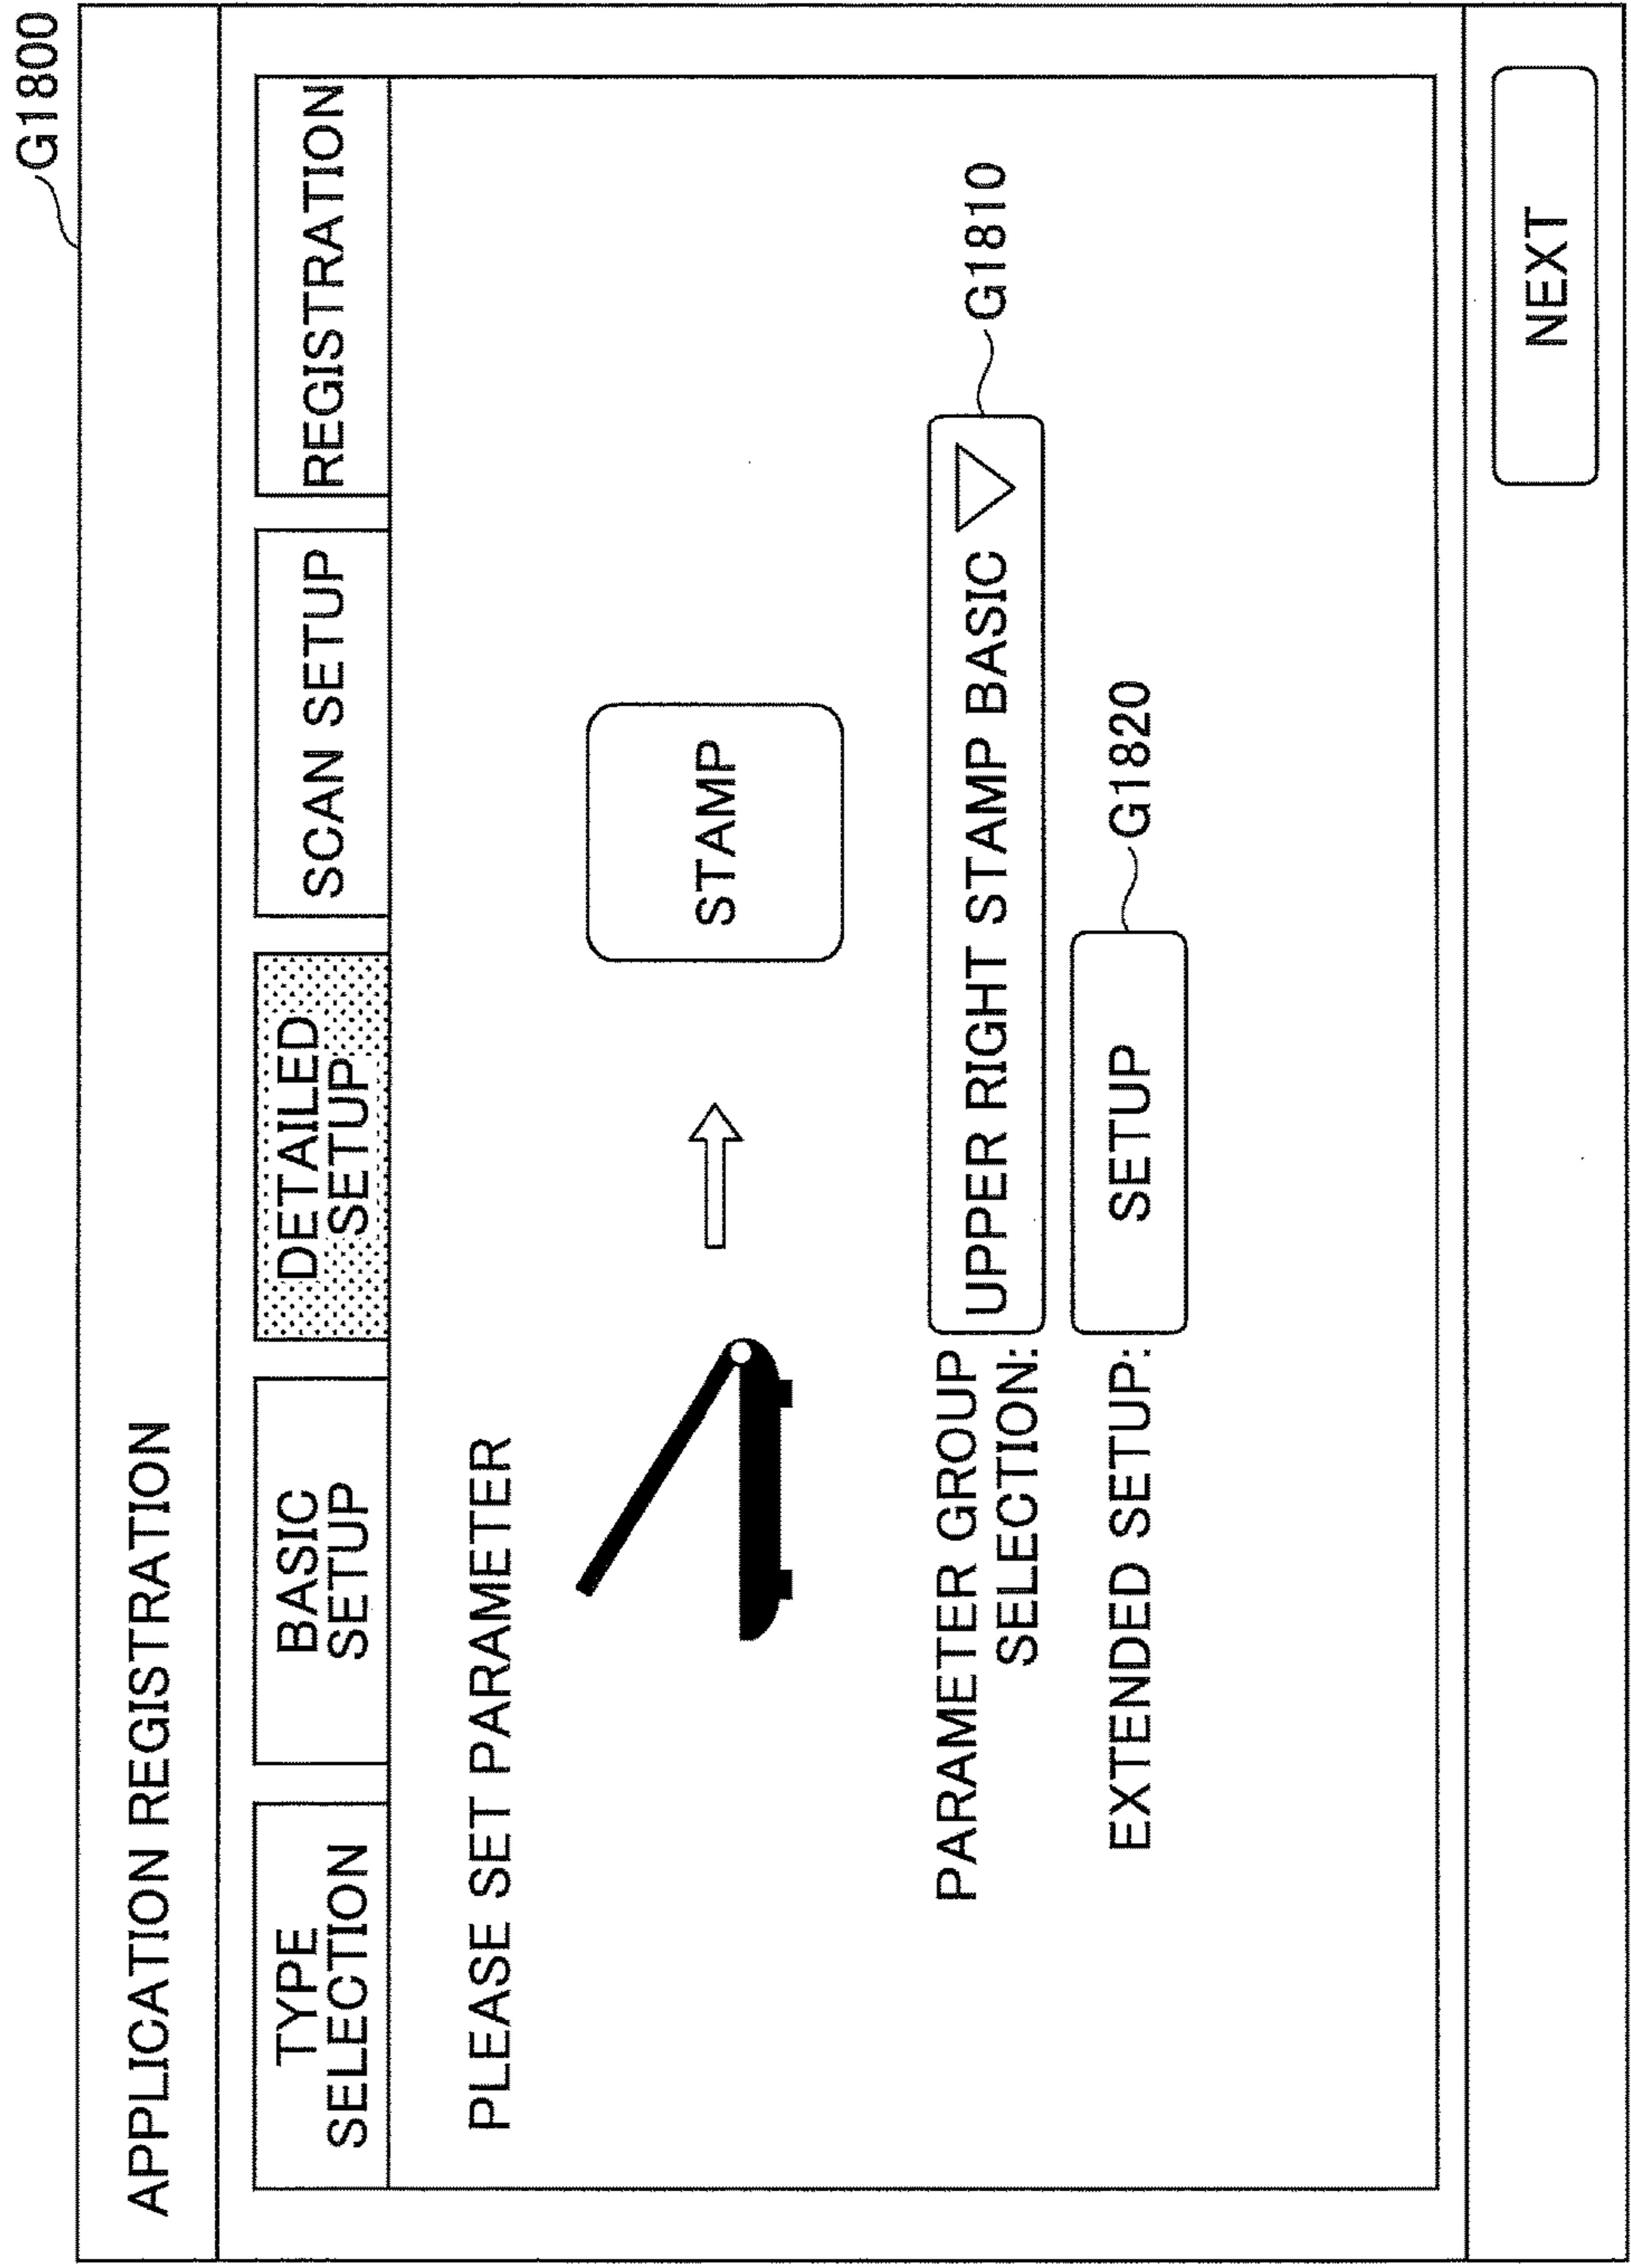 G1800
APPLICATION REGISTRATION
TYPE
SELECTION
BASIC
SETUP
DETAILED
SETUP
SCAN SETUP
REGISTRATION
PLEASE SET PARAMETER
STAMP
PARAMETER GROUP
SELECTION:
UPPER RIGHT STAMP BASIC
G1810
EXTENDED SETUP:
SETUP
G1820
NEXT